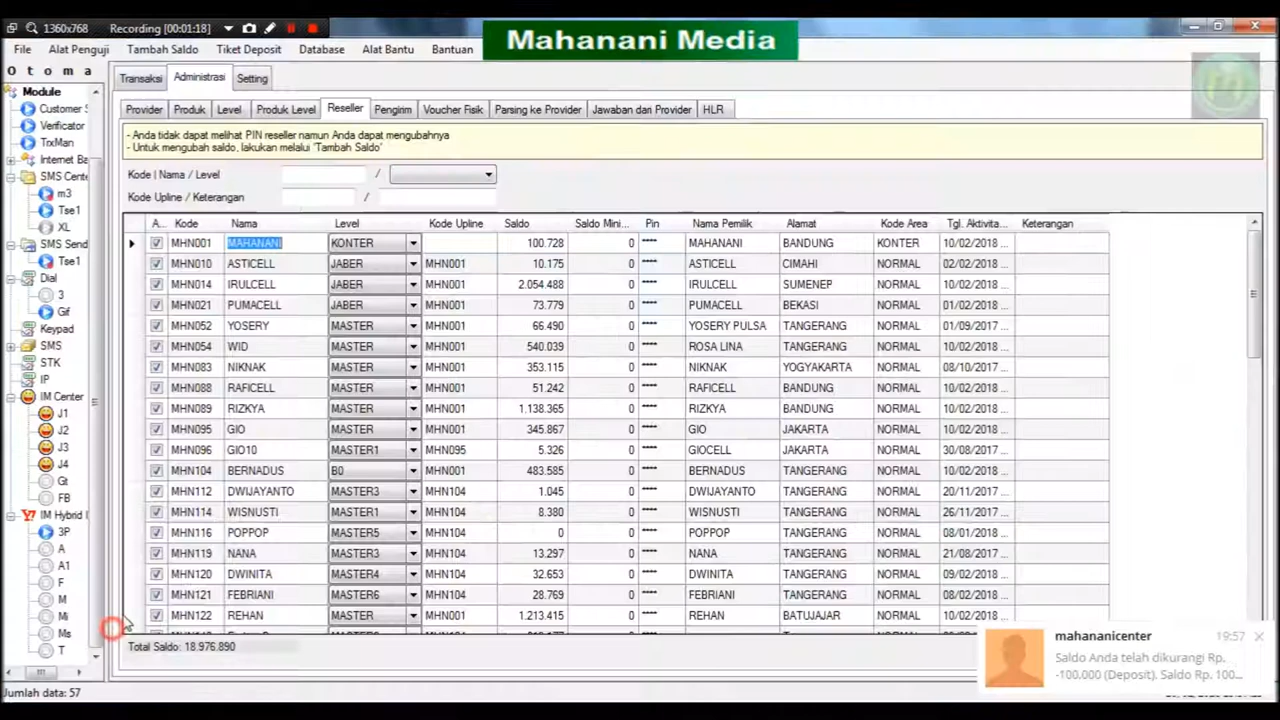 1360x768 Recording [00:01:18]
Mahanani Media
File Alat Penguji Tambah Saldo Tiket Deposit Database Alat Bantu Bantuan
O t o m a
Transaksi Administrasi Setting
Module
Customer S
Verificator
TrxMan
Internet Ba
SMS Cente
m3
Tse1
XL
SMS Send
Tse1
Dial
3
Gif
Keypad
SMS
STK
IP
IM Center
J1
J2
J3
J4
Gt
FB
IM Hybrid I
3P
A
A1
F
M
Mi
Ms
T
Provider Produk Level Produk Level Reseller Pengirim Voucher Fisik Parsing ke Provider Jawaban dari Provider HLR
- Anda tidak dapat melihat PIN reseller namun Anda dapat mengubahnya
- Untuk mengubah saldo, lakukan melalui 'Tambah Saldo'
Kode | Nama / Level /
Kode Upline / Keterangan /
A... Kode Nama Level Kode Upline Saldo Saldo Mini... Pin Nama Pemilik Alamat Kode Area Tgl. Aktivita... Keterangan
MHN001 MAHANANI KONTER 100.728 0 **** MAHANANI BANDUNG KONTER 10/02/2018 ...
MHN010 ASTICELL JABER MHN001 10.175 0 **** ASTICELL CIMAHI NORMAL 02/02/2018 ...
MHN014 IRULCELL JABER MHN001 2.054.488 0 **** IRULCELL SUMENEP NORMAL 10/02/2018 ...
MHN021 PUMACELL JABER MHN001 73.779 0 **** PUMACELL BEKASI NORMAL 01/02/2018 ...
MHN052 YOSERY MASTER MHN001 66.490 0 **** YOSERY PULSA TANGERANG NORMAL 01/09/2017 ...
MHN054 WID MASTER MHN001 540.039 0 **** ROSA LINA TANGERANG NORMAL 10/02/2018 ...
MHN083 NIKNAK MASTER MHN001 353.115 0 **** NIKNAK YOGYAKARTA NORMAL 08/10/2017 ...
MHN088 RAFICELL MASTER MHN001 51.242 0 **** RAFICELL BANDUNG NORMAL 10/02/2018 ...
MHN089 RIZKYA MASTER MHN001 1.138.365 0 **** RIZKYA BANDUNG NORMAL 10/02/2018 ...
MHN095 GIO MASTER MHN001 345.867 0 **** GIO JAKARTA NORMAL 10/02/2018 ...
MHN096 GIO10 MASTER1 MHN095 5.326 0 **** GIOCELL JAKARTA NORMAL 30/08/2017 ...
MHN104 BERNADUS B0 MHN001 483.585 0 **** BERNADUS TANGERANG NORMAL 10/02/2018 ...
MHN112 DWIJAYANTO MASTER3 MHN104 1.045 0 **** DWIJAYANTO TANGERANG NORMAL 20/11/2017 ...
MHN114 WISNUSTI MASTER1 MHN104 8.380 0 **** WISNUSTI TANGERANG NORMAL 26/11/2017 ...
MHN116 POPPOP MASTER5 MHN104 0 0 **** POPPOP TANGERANG NORMAL 08/01/2018 ...
MHN119 NANA MASTER3 MHN104 13.297 0 **** NANA TANGERANG NORMAL 21/08/2017 ...
MHN120 DWINITA MASTER4 MHN104 32.653 0 **** DWINITA TANGERANG NORMAL 09/02/2018 ...
MHN121 FEBRIANI MASTER6 MHN104 28.769 0 **** FEBRIANI TANGERANG NORMAL 08/02/2018 ...
MHN122 REHAN MASTER MHN001 1.213.415 0 **** REHAN BATUJAJAR NORMAL 10/02/2018 ...
Total Saldo: 18.976.890
mahananicenter 19:57
Saldo Anda telah dikurangi Rp.
-100.000 (Deposit). Saldo Rp. 100...
Jumlah data: 57